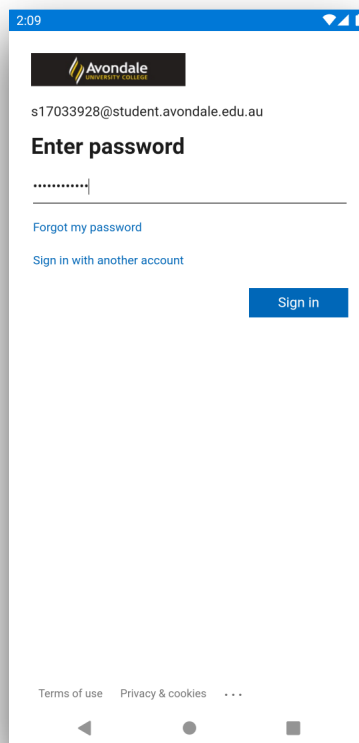 2:09
Avondale
UNIVERSITY COLLEGE
s17033928@student.avondale.edu.au
Enter password
••••••••••••
Forgot my password
Sign in with another account
Sign in
Terms of use Privacy & cookies ...